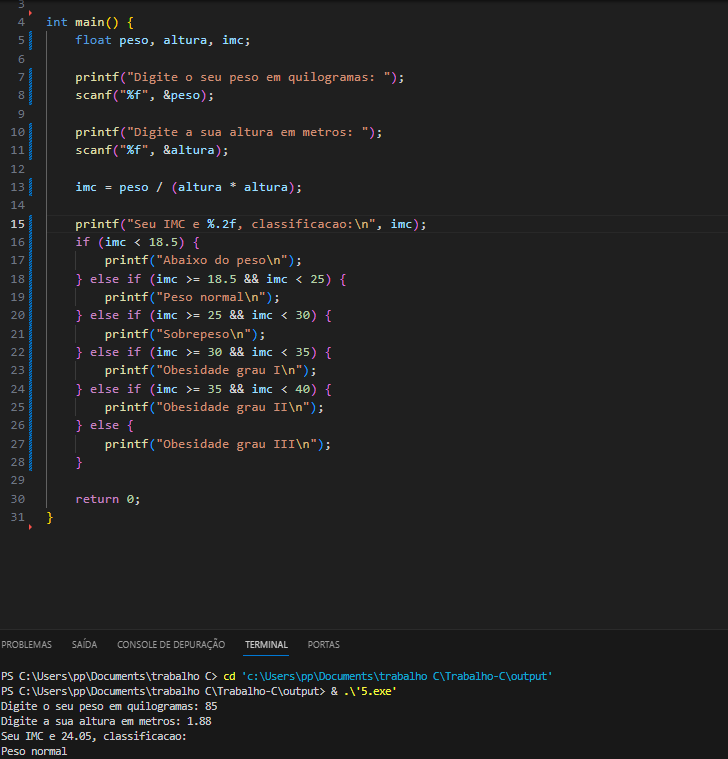 3
4 int main() {
5     float peso, altura, imc;
6
7     printf("Digite o seu peso em quilogramas: ");
8     scanf("%f", &peso);
9
10     printf("Digite a sua altura em metros: ");
11     scanf("%f", &altura);
12
13     imc = peso / (altura * altura);
14
15     printf("Seu IMC e %.2f, classificacao:\n", imc);
16     if (imc < 18.5) {
17         printf("Abaixo do peso\n");
18     } else if (imc >= 18.5 && imc < 25) {
19         printf("Peso normal\n");
20     } else if (imc >= 25 && imc < 30) {
21         printf("Sobrepeso\n");
22     } else if (imc >= 30 && imc < 35) {
23         printf("Obesidade grau I\n");
24     } else if (imc >= 35 && imc < 40) {
25         printf("Obesidade grau II\n");
26     } else {
27         printf("Obesidade grau III\n");
28     }
29
30     return 0;
31 }
PROBLEMAS SAÍDA CONSOLE DE DEPURAÇÃO TERMINAL PORTAS
PS C:\Users\pp\Documents\trabalho C> cd 'c:\Users\pp\Documents\trabalho C\Trabalho-C\output'
PS C:\Users\pp\Documents\trabalho C\Trabalho-C\output> & .\'5.exe'
Digite o seu peso em quilogramas: 85
Digite a sua altura em metros: 1.88
Seu IMC e 24.05, classificacao:
Peso normal